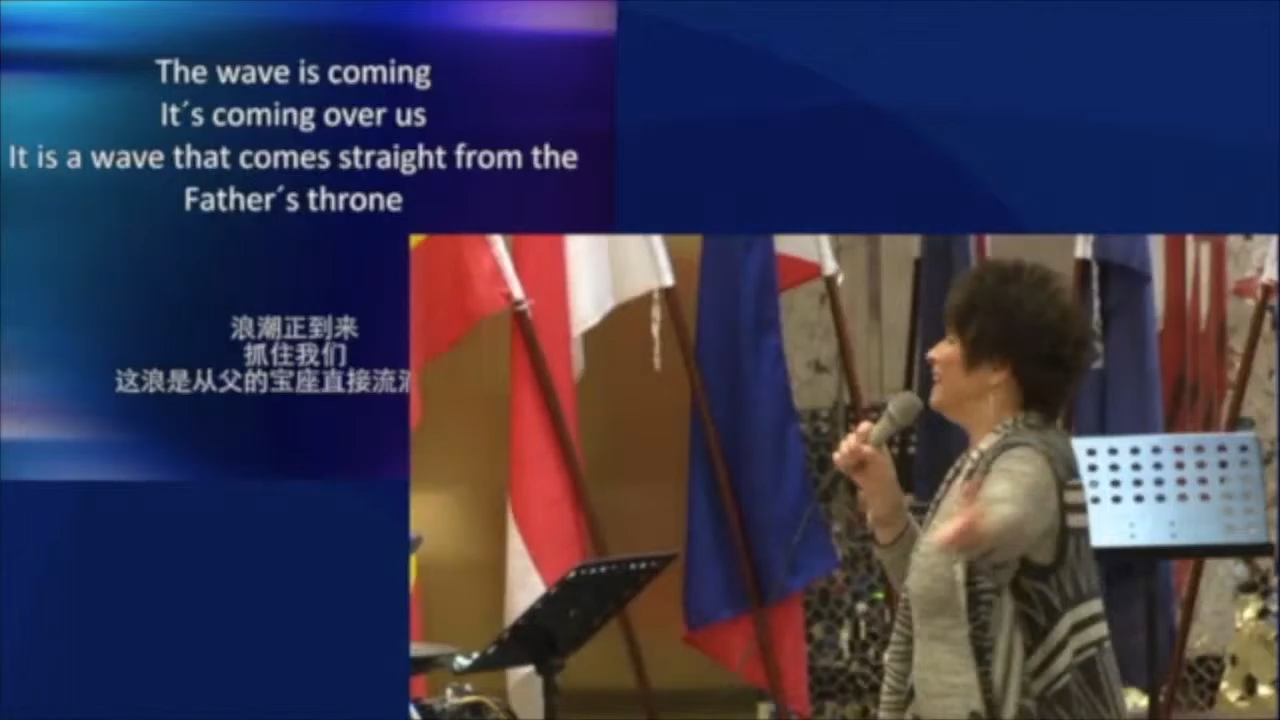 The wave is coming
It´s coming over us
It is a wave that comes straight from the
Father´s throne
浪潮正到来
抓住我们
这浪是从父的宝座直接流